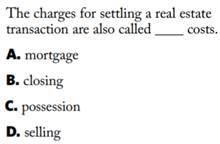 The charges for settling a real estate
transaction are also called ____ costs.
A. mortgage
B. closing
C. possession
D. selling